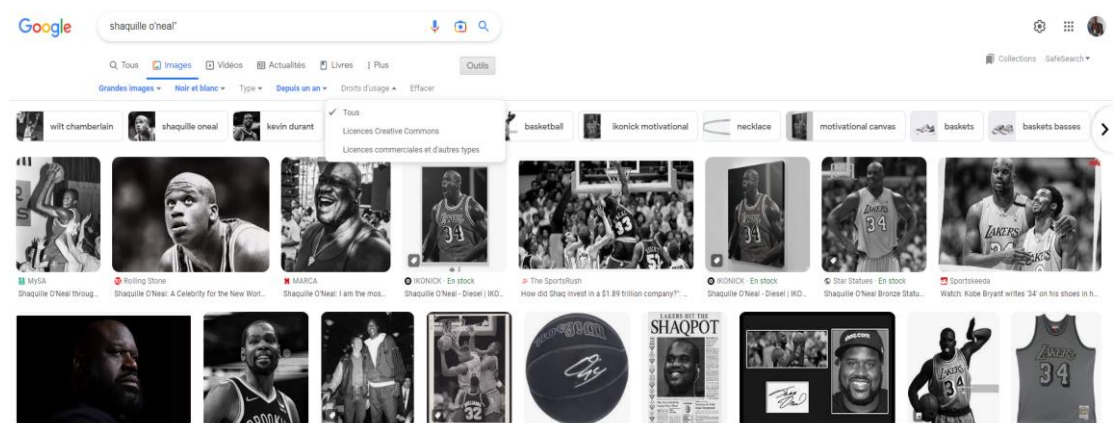 Google
shaquille o'neal"
Tous Images Vidéos Actualités Livres Plus Outils
Collections SafeSearch
Grandes images Noir et blanc Type Depuis un an Droits d'usage Effacer
Tous
Licences Creative Commons
Licences commerciales et d'autres types
wilt chamberlain shaquille oneal kevin durant basketball ikonick motivational necklace motivational canvas baskets baskets basses
MySA Rolling Stone MARCA IKONICK · En stock The SportsRush IKONICK · En stock Star Statues · En stock Sportskeeda
Shaquille O'Neal throug... Shaquille O'Neal: A Celebrity for the New Worl... Shaquille O'Neal: I am the mos... Shaquille O'Neal - Diesel | IKO... How did Shaq invest in a $1.89 trillion company?": ... Shaquille O'Neal - Diesel | IKO... Shaquille O'Neal Bronze Statu... Watch: Kobe Bryant writes '34' on his shoes in h...
LAKERS HIT THE
SHAQPOT